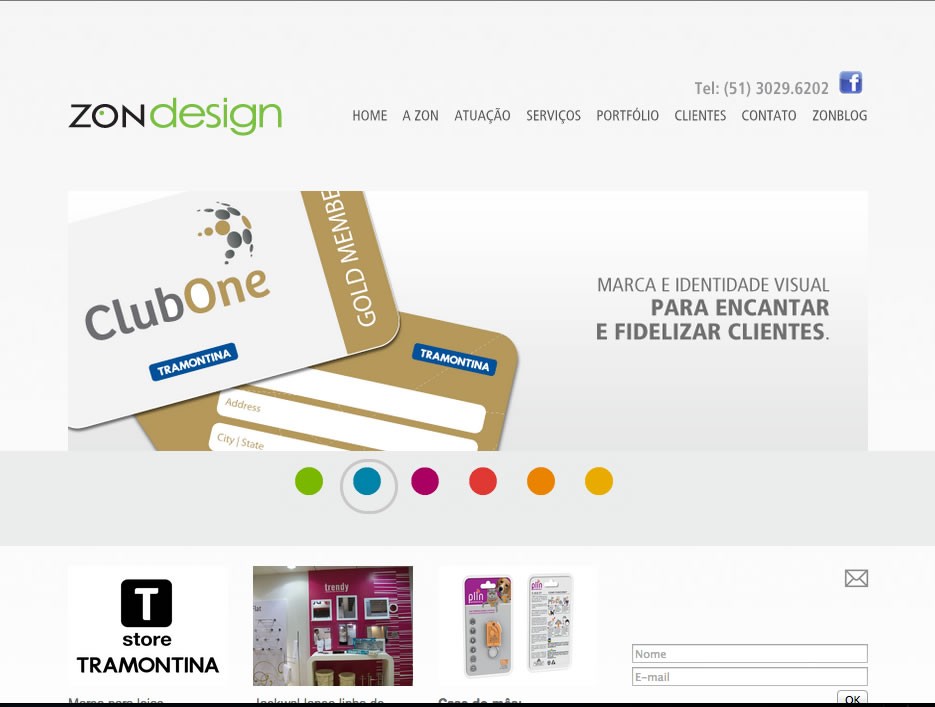 Tel: (51) 3029.6202
ZONdesign
HOME A ZON ATUAÇÃO SERVIÇOS PORTFÓLIO CLIENTES CONTATO ZONBLOG
GOLD MEMBE
ClubOne
TRAMONTINA
TRAMONTINA
Address
City | State
MARCA E IDENTIDADE VISUAL
PARA ENCANTAR
E FIDELIZAR CLIENTES.
T
store
TRAMONTINA
trendy
plin
plin
Nome
E-mail
OK